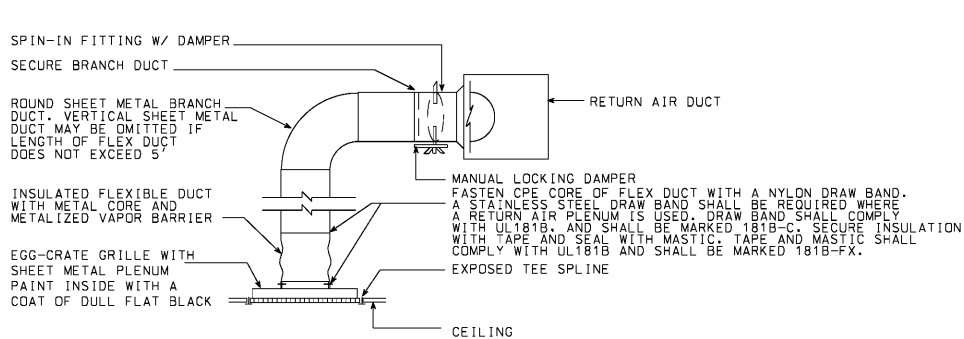 SPIN-IN FITTING W/ DAMPER
SECURE BRANCH DUCT
ROUND SHEET METAL BRANCH
DUCT. VERTICAL SHEET METAL
DUCT MAY BE OMITTED IF
LENGTH OF FLEX DUCT
DOES NOT EXCEED 5'
INSULATED FLEXIBLE DUCT
WITH METAL CORE AND
METALIZED VAPOR BARRIER
EGG-CRATE GRILLE WITH
SHEET METAL PLENUM
PAINT INSIDE WITH A
COAT OF DULL FLAT BLACK
RETURN AIR DUCT
MANUAL LOCKING DAMPER
FASTEN CPE CORE OF FLEX DUCT WITH A NYLON DRAW BAND.
A STAINLESS STEEL DRAW BAND SHALL BE REQUIRED WHERE
A RETURN AIR PLENUM IS USED. DRAW BAND SHALL COMPLY
WITH UL181B. AND SHALL BE MARKED 181B-C. SECURE INSULATION
WITH TAPE AND SEAL WITH MASTIC. TAPE AND MASTIC SHALL
COMPLY WITH UL181B AND SHALL BE MARKED 181B-FX.
EXPOSED TEE SPLINE
CEILING